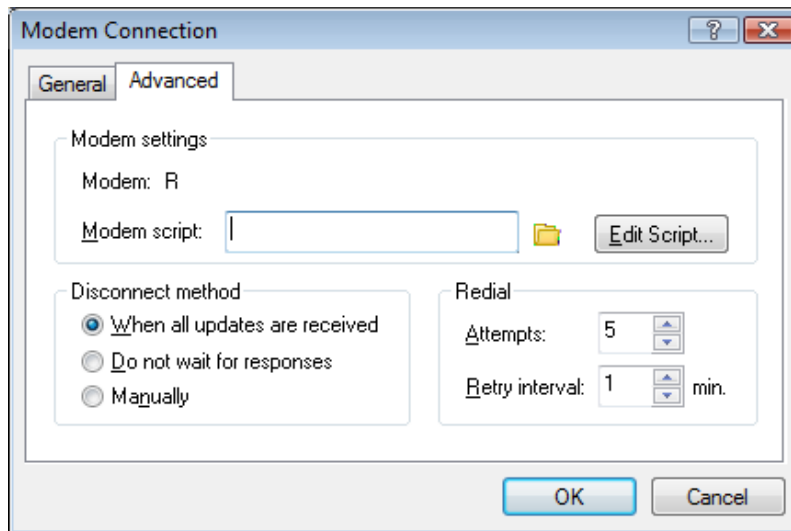 Modem Connection
General
Advanced
Modem settings
Modem: R
Modem script:
Edit Script...
Disconnect method
When all updates are received
Do not wait for responses
Manually
Redial
Attempts: 5
Retry interval: 1 min.
OK
Cancel